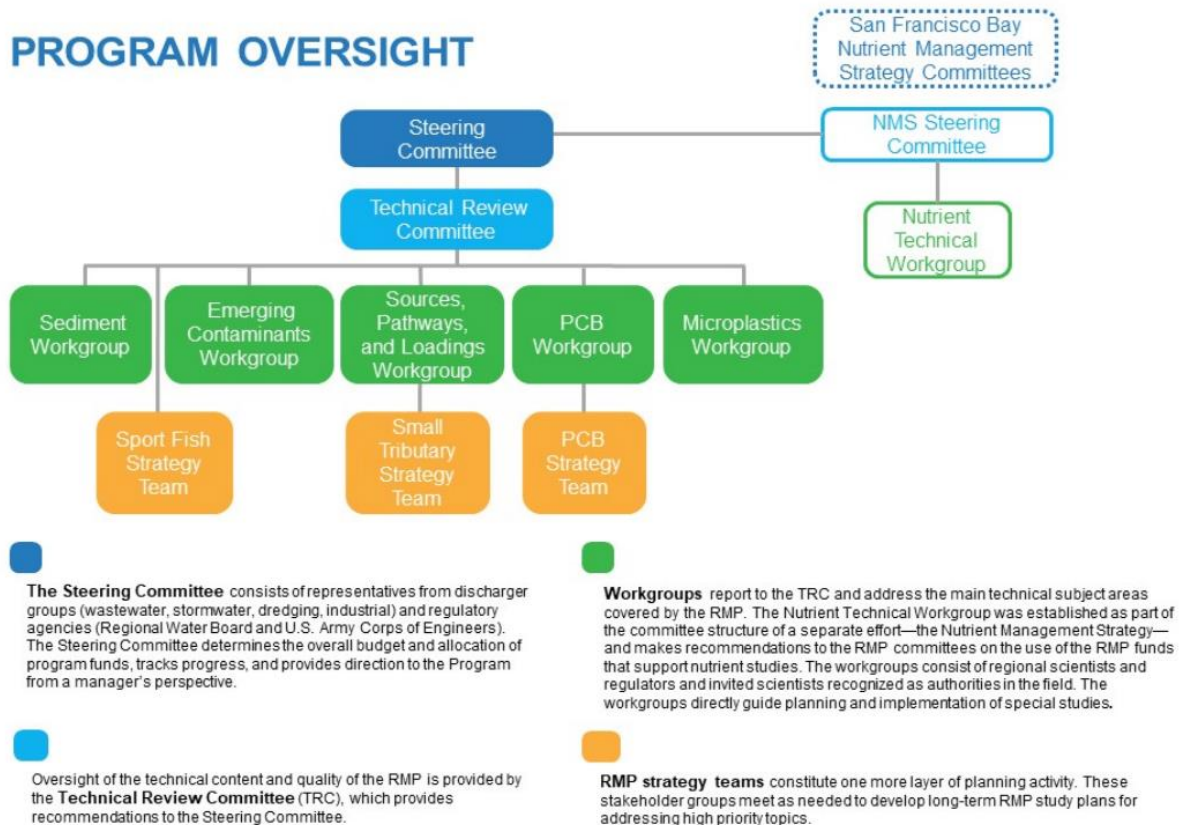 PROGRAM OVERSIGHT
San Francisco Bay
Nutrient Management
Strategy Committees
Steering
Committee
NMS Steering
Committee
Technical Review
Committee
Nutrient
Technical
Workgroup
Sediment
Workgroup
Emerging
Contaminants
Workgroup
Sources,
Pathways,
and Loadings
Workgroup
PCB
Workgroup
Microplastics
Workgroup
Sport Fish
Strategy
Team
Small
Tributary
Strategy
Team
PCB
Strategy
Team
The Steering Committee consists of representatives from discharger
groups (wastewater, stormwater, dredging, industrial) and regulatory
agencies (Regional Water Board and U.S. Army Corps of Engineers).
The Steering Committee determines the overall budget and allocation of
program funds, tracks progress, and provides direction to the Program
from a manager's perspective.
Workgroups report to the TRC and address the main technical subject areas
covered by the RMP. The Nutrient Technical Workgroup was established as part of
the committee structure of a separate effort—the Nutrient Management Strategy—
and makes recommendations to the RMP committees on the use of the RMP funds
that support nutrient studies. The workgroups consist of regional scientists and
regulators and invited scientists recognized as authorities in the field. The
workgroups directly guide planning and implementation of special studies.
Oversight of the technical content and quality of the RMP is provided by
the Technical Review Committee (TRC), which provides
recommendations to the Steering Committee.
RMP strategy teams constitute one more layer of planning activity. These
stakeholder groups meet as needed to develop long-term RMP study plans for
addressing high priority topics.